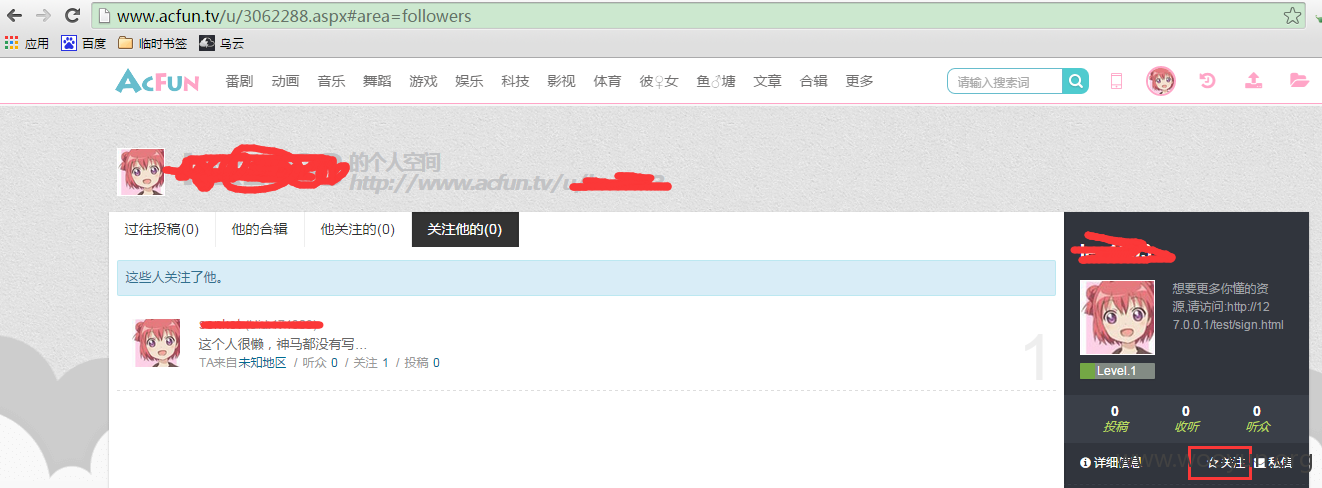 www.acfun.tv/u/3062288.aspx#area=followers
应用 百度 临时书签 乌云
AcFun 番剧 动画 音乐 舞蹈 游戏 娱乐 科技 影视 体育 彼♀女 鱼♂塘 文章 合辑 更多 请输入搜索词
的个人空间
http://www.acfun.tv/u/
过往投稿(0) 他的合辑 他关注的(0) 关注他的(0)
这些人关注了他。
这个人很懒，神马都没有写…
TA来自未知地区 / 听众 0 / 关注 1 / 投稿 0
1
想要更多你懂的资
源,请访问:http://12
7.0.0.1/test/sign.html
Level.1
0 0 0
投稿 收听 听众
详细信息 关注 私信